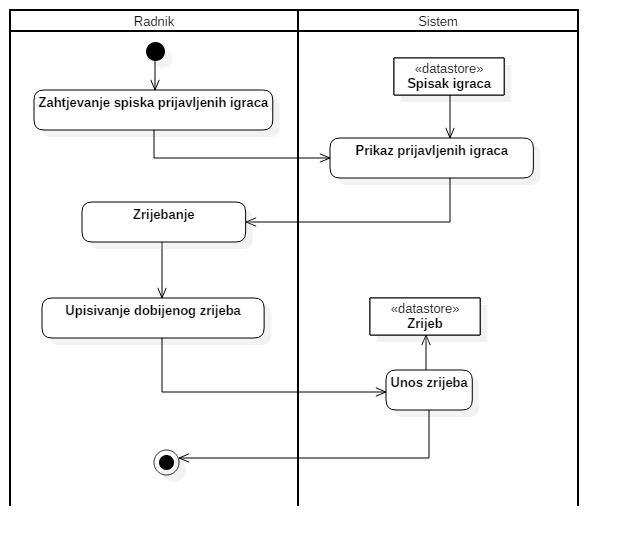 Radnik
Sistem
«datastore»
Spisak igraca
Zahtjevanje spiska prijavljenih igraca
Prikaz prijavljenih igraca
Zrijebanje
Upisivanje dobijenog zrijeba
«datastore»
Zrijeb
Unos zrijeba